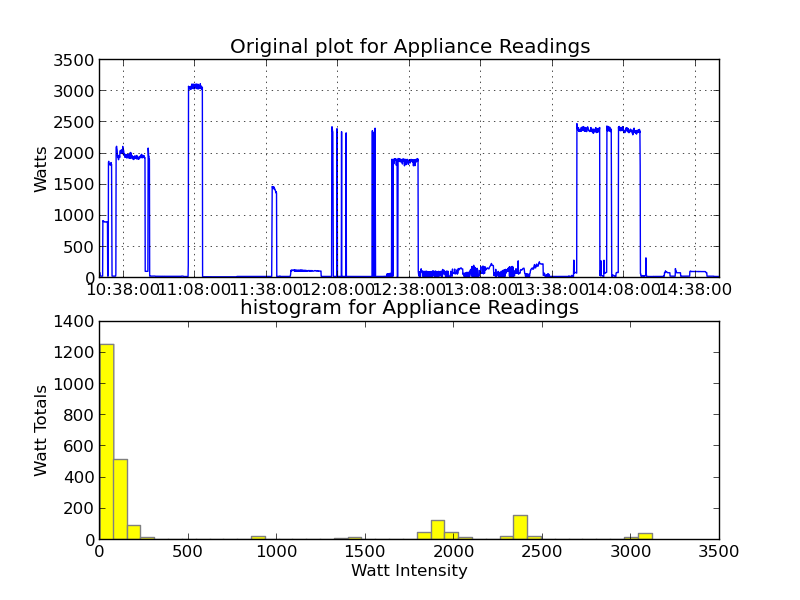 Original plot for Appliance Readings
3500
3000
2500
2000
1500
1000
500
0
Watts
10:38:00 11:08:00 11:38:00 12:08:00 12:38:00 13:08:00 13:38:00 14:08:00 14:38:00
histogram for Appliance Readings
1400
1200
1000
800
600
400
200
0
Watt Totals
0 500 1000 1500 2000 2500 3000 3500
Watt Intensity